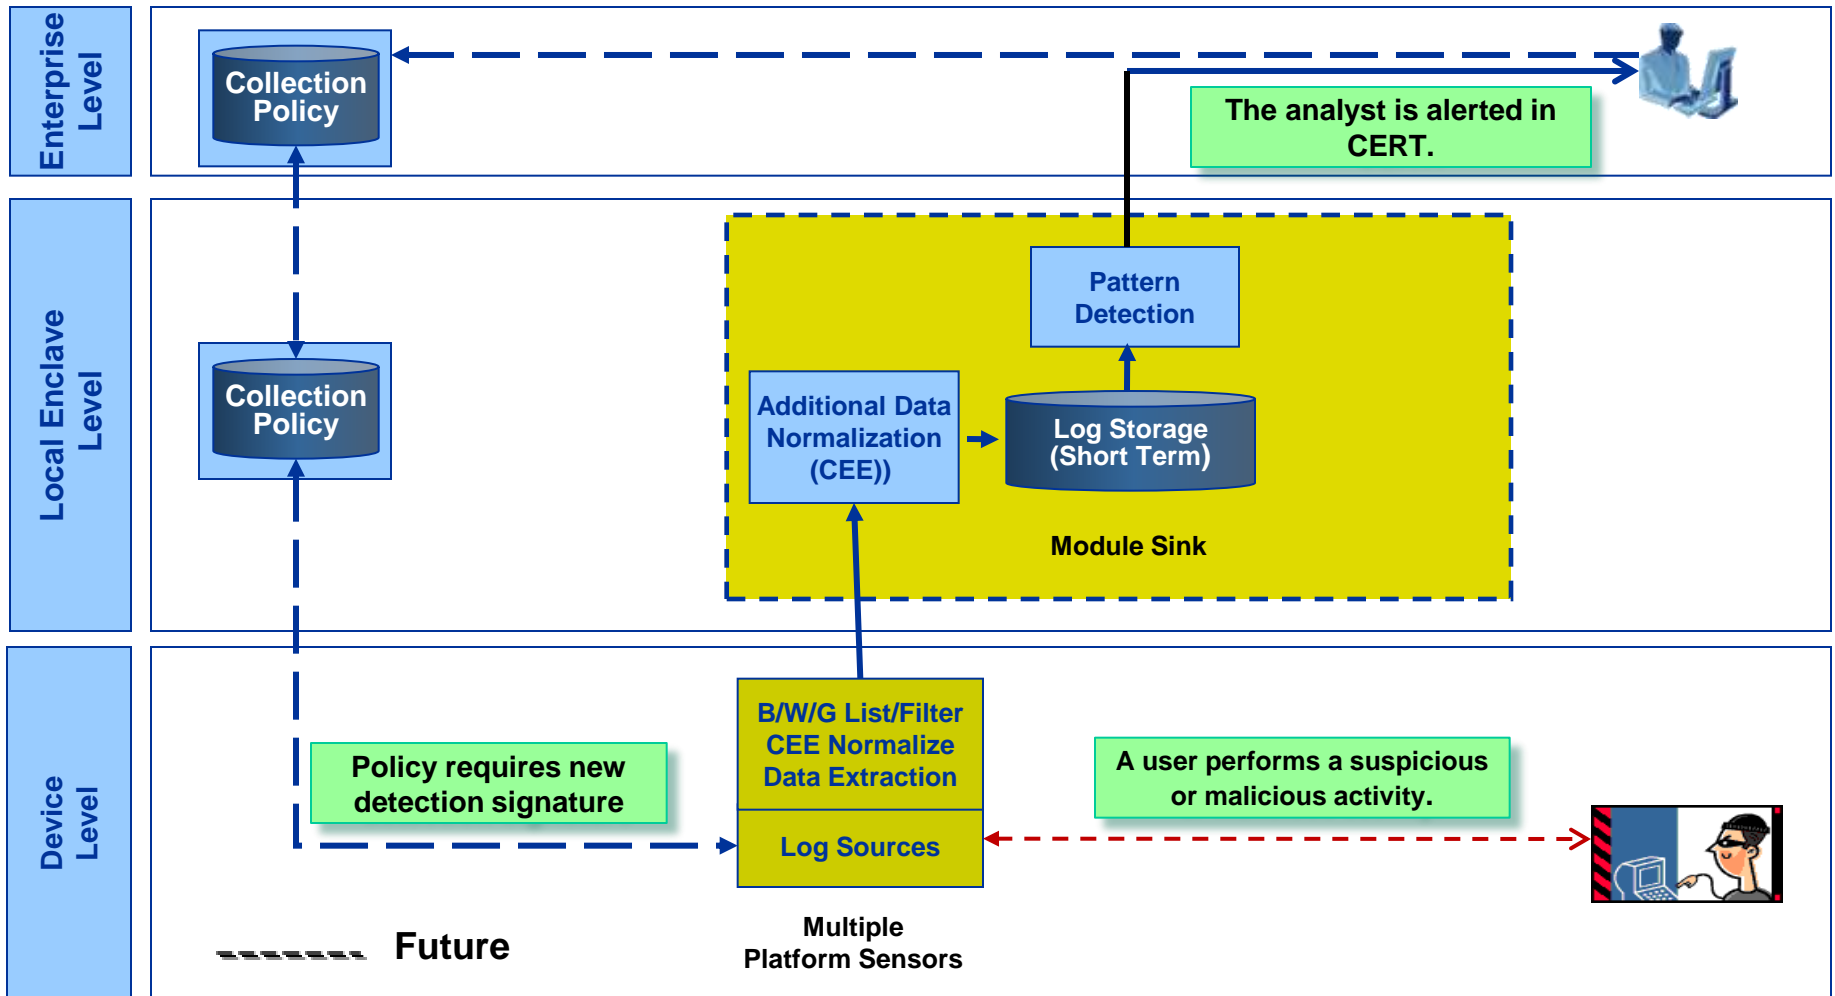 Enterprise
Level
Collection
Policy
The analyst is alerted in
CERT.
Local Enclave
Level
Collection
Policy
Pattern
Detection
Additional Data
Normalization
(CEE))
Log Storage
(Short Term)
Module Sink
Device
Level
Policy requires new
detection signature
B/W/G List/Filter
CEE Normalize
Data Extraction
Log Sources
A user performs a suspicious
or malicious activity.
Multiple
Platform Sensors
Future